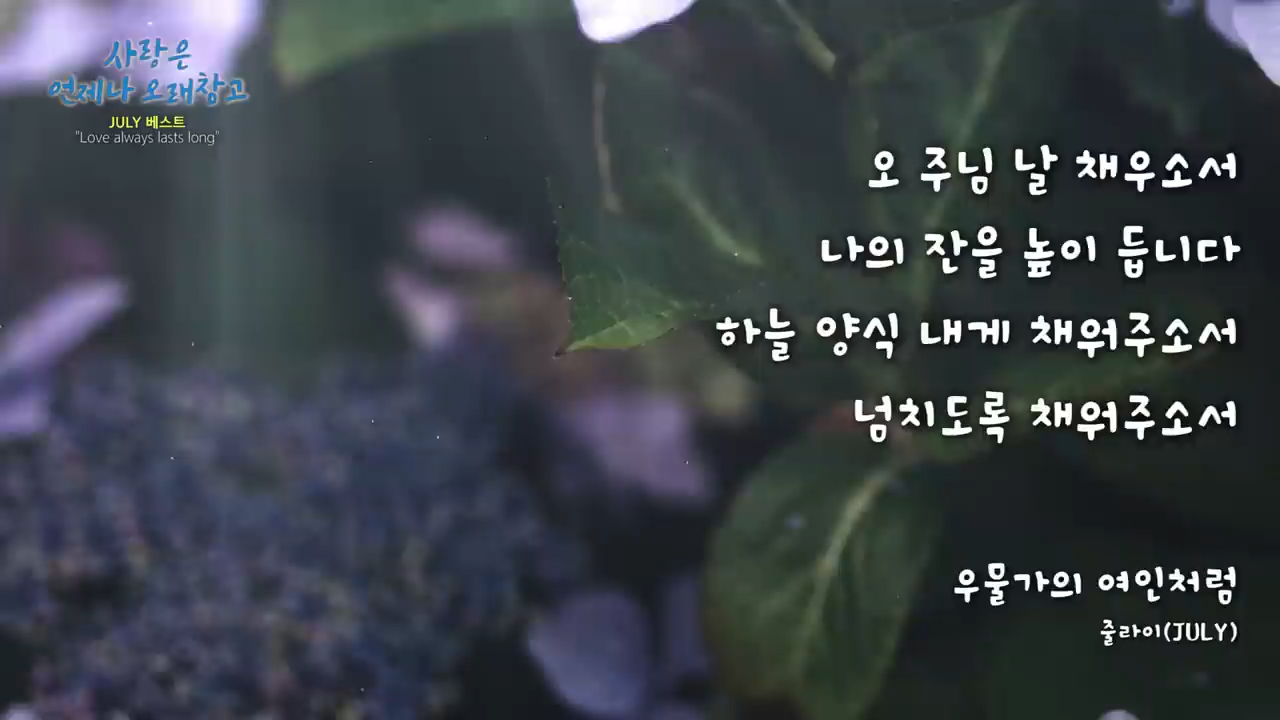 사랑은
언제나 오래참고
JULY 베스트
"Love always lasts long"
오 주님 날 채우소서
나의 잔을 높이 듭니다
하늘 양식 내게 채워주소서
넘치도록 채워주소서
우물가의 여인처럼
줄라이(JULY)